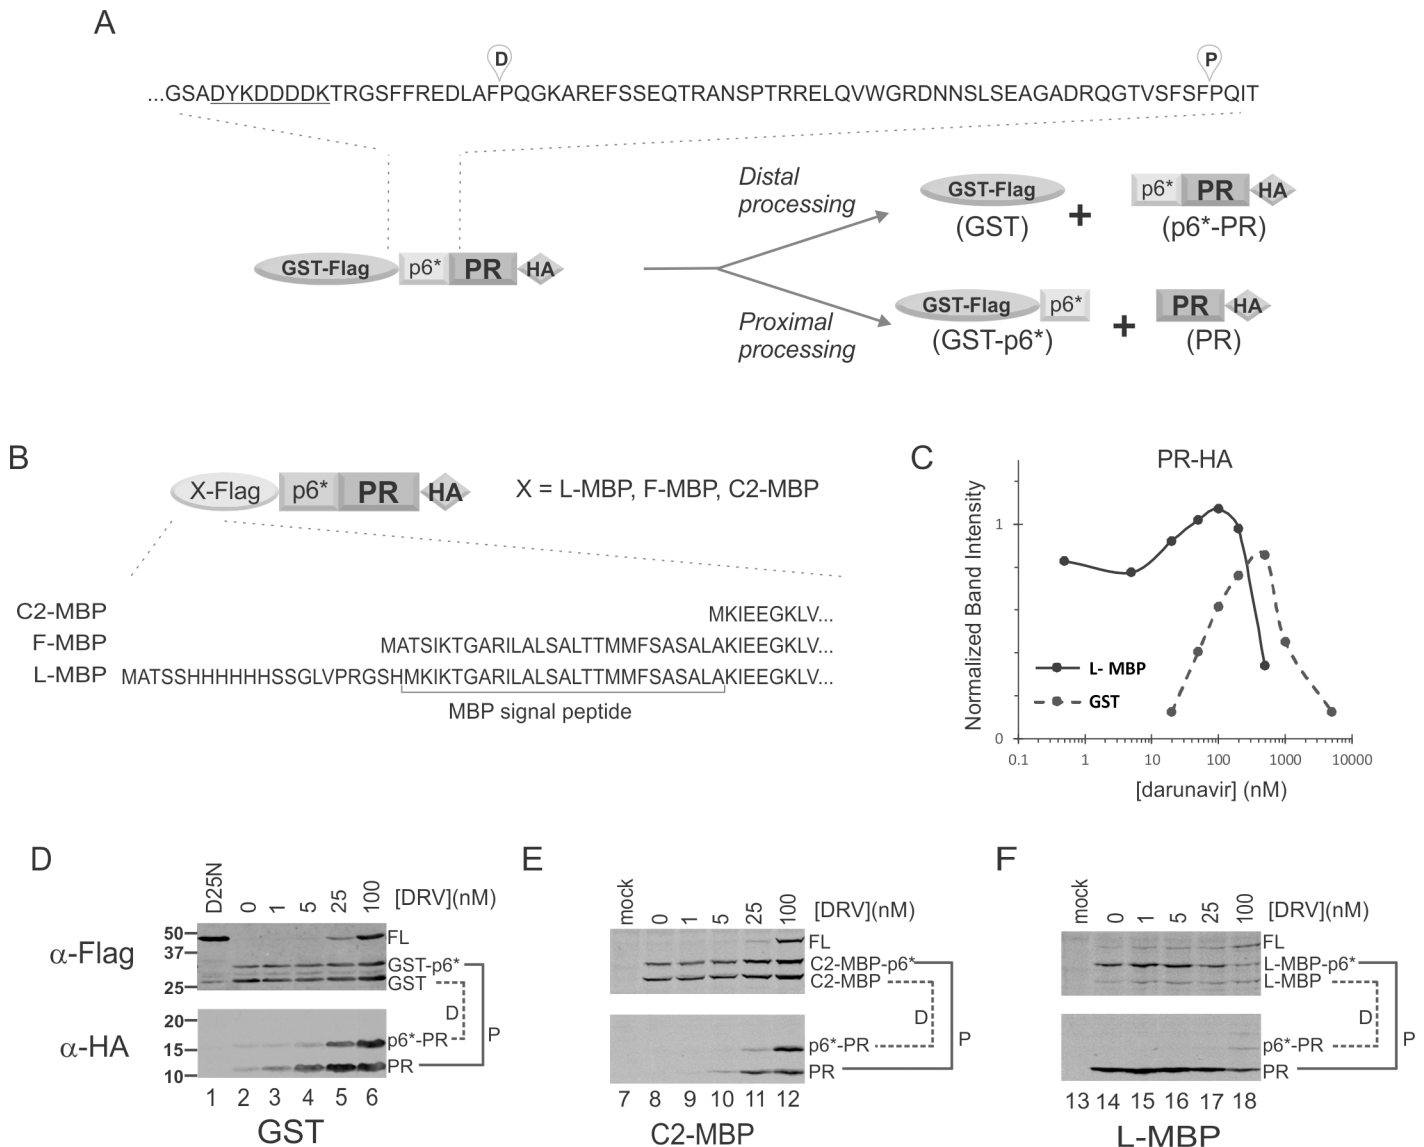 A
D
P
...GSADYKDDDDKTRGSFFREDLAFPQGKAREFSSEQTRANSPTRRELQVWGRDNNSLSEAGADRQGTVSFSFPQIT
GST-Flag p6* PR HA
Distal
processing
GST-Flag + p6* PR HA
(GST) (p6*-PR)
Proximal
processing
GST-Flag p6* + PR HA
(GST-p6*) (PR)
B
X-Flag p6* PR HA X = L-MBP, F-MBP, C2-MBP
C2-MBP MKIEEGKLV...
F-MBP MATSIKTGARILALSALTTMMFSASALAKIEEGKLV...
L-MBP MATSSHHHHHHSSGLVPRGSHMKIKTGARILALSALTTMMFSASALAKIEEGKLV...
MBP signal peptide
C
PR-HA
Normalized Band Intensity
1
0
L- MBP
GST
0.1 1 10 100 1000 10000
[darunavir] (nM)
D
D25N 0 1 5 25 100 [DRV](nM)
α-Flag
50
37
25
FL
GST-p6*
GST
D
P
α-HA
20
15
10
p6*-PR
PR
1 2 3 4 5 6
GST
E
mock 0 1 5 25 100 [DRV](nM)
FL
C2-MBP-p6*
C2-MBP
D
P
p6*-PR
PR
7 8 9 10 11 12
C2-MBP
F
mock 0 1 5 25 100 [DRV](nM)
FL
L-MBP-p6*
L-MBP
D
P
p6*-PR
PR
13 14 15 16 17 18
L-MBP